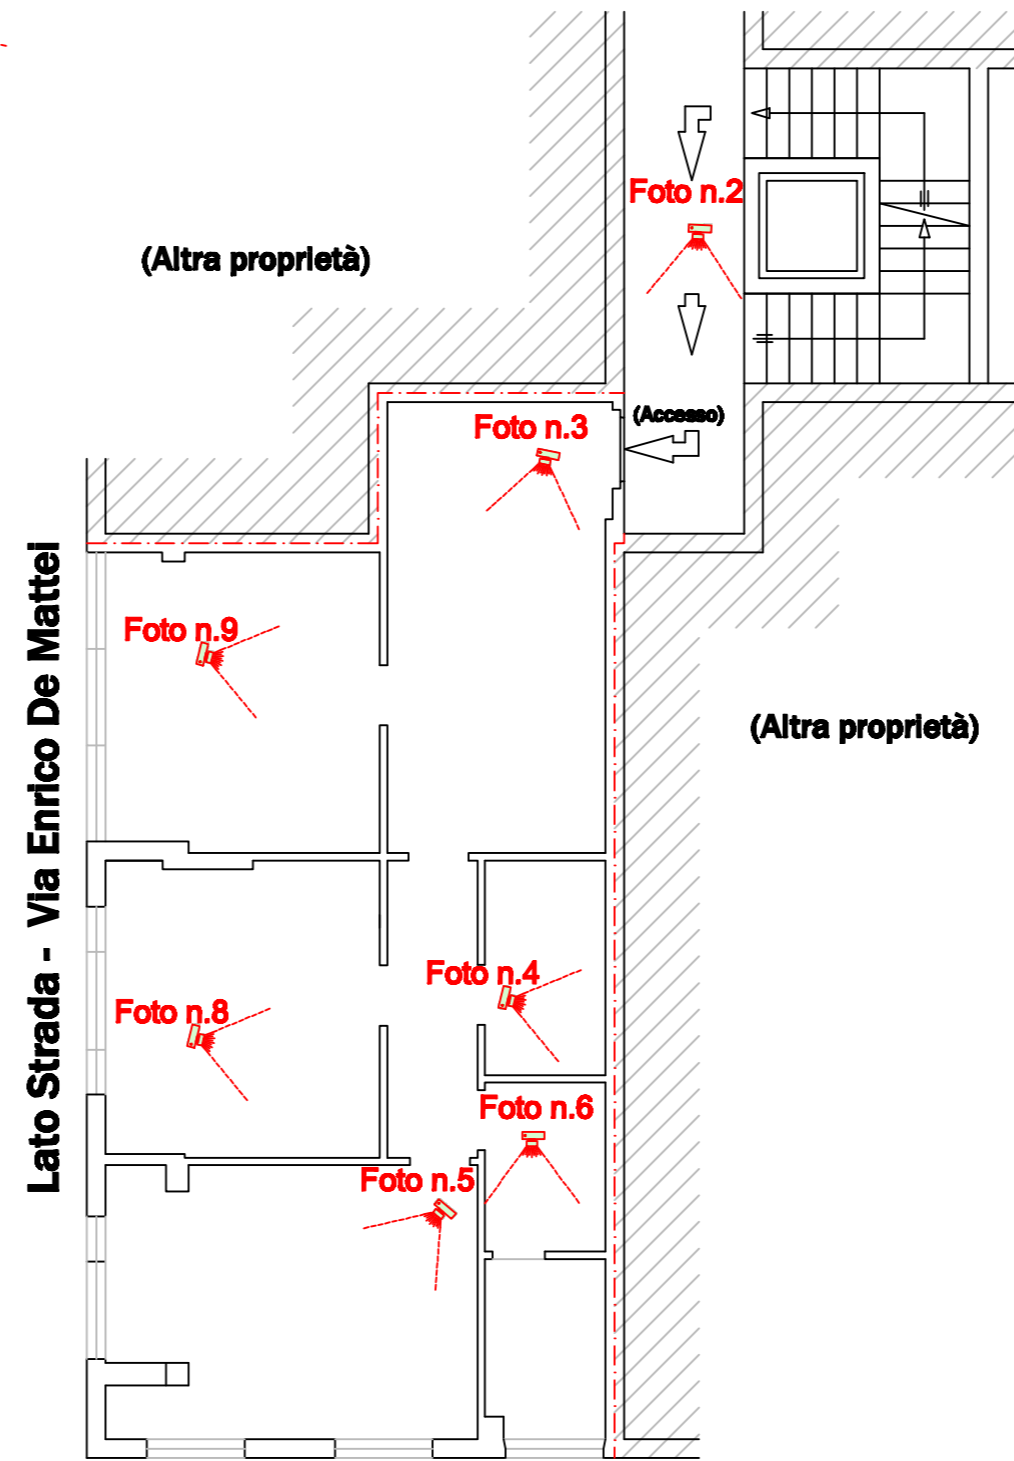 Foto n.2
(Altra proprietà)
(Accesso)
Foto n.3
Foto n.9
Lato Strada - Via Enrico De Mattei
(Altra proprietà)
Foto n.4
Foto n.8
Foto n.6
Foto n.5